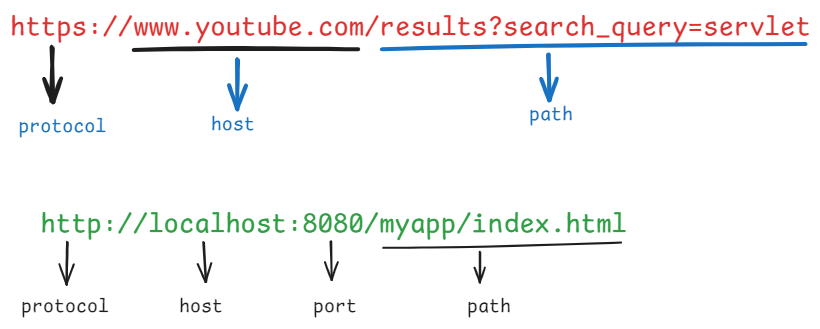 https://www.youtube.com/results?search_query=servlet
protocol host path
http://localhost:8080/myapp/index.html
protocol host port path